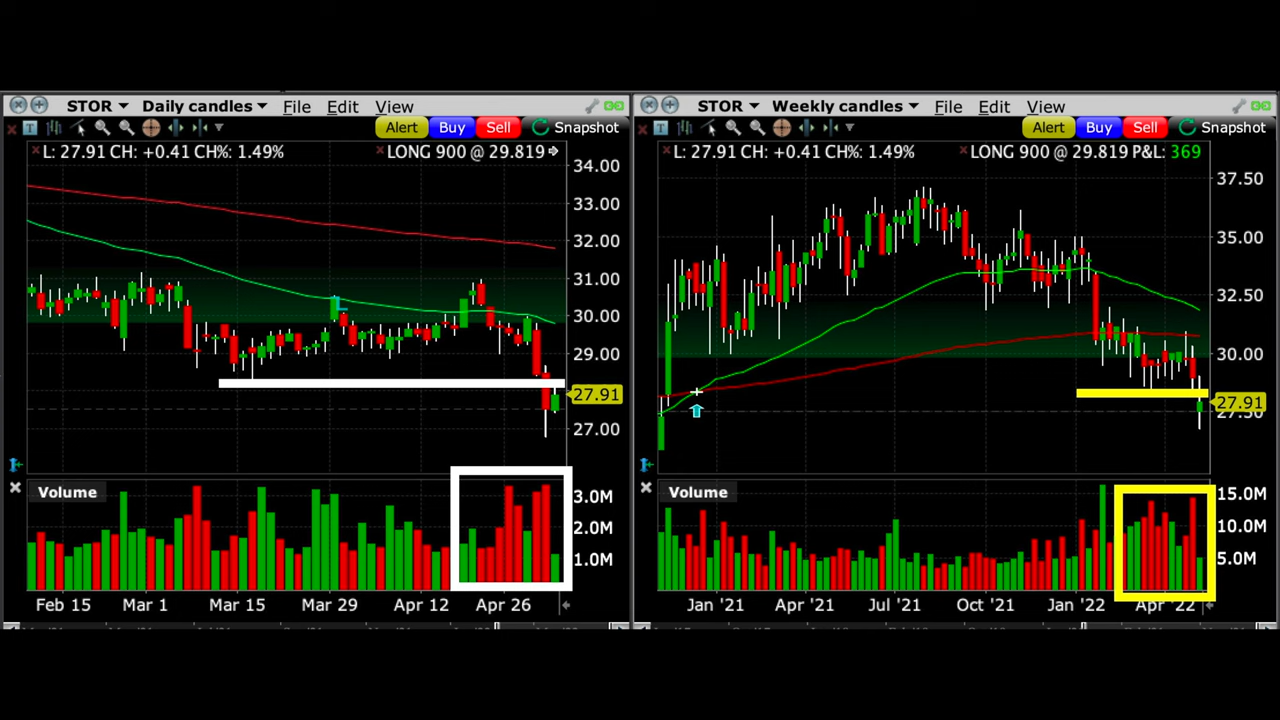 STOR Daily candles File Edit View
Alert Buy Sell Snapshot
L: 27.91 CH: +0.41 CH%: 1.49% LONG 900 @ 29.819
34.00
33.00
32.00
31.00
30.00
29.00
27.91
27.00
Volume
3.0M
2.0M
1.0M
Feb 15 Mar 1 Mar 15 Mar 29 Apr 12 Apr 26
STOR Weekly candles File Edit View
Alert Buy Sell Snapshot
L: 27.91 CH: +0.41 CH%: 1.49% LONG 900 @ 29.819 P&L: 369
37.50
35.00
32.50
30.00
27.91
27.50
Volume
15.0M
10.0M
5.0M
Jan '21 Apr '21 Jul '21 Oct '21 Jan '22 Apr '22